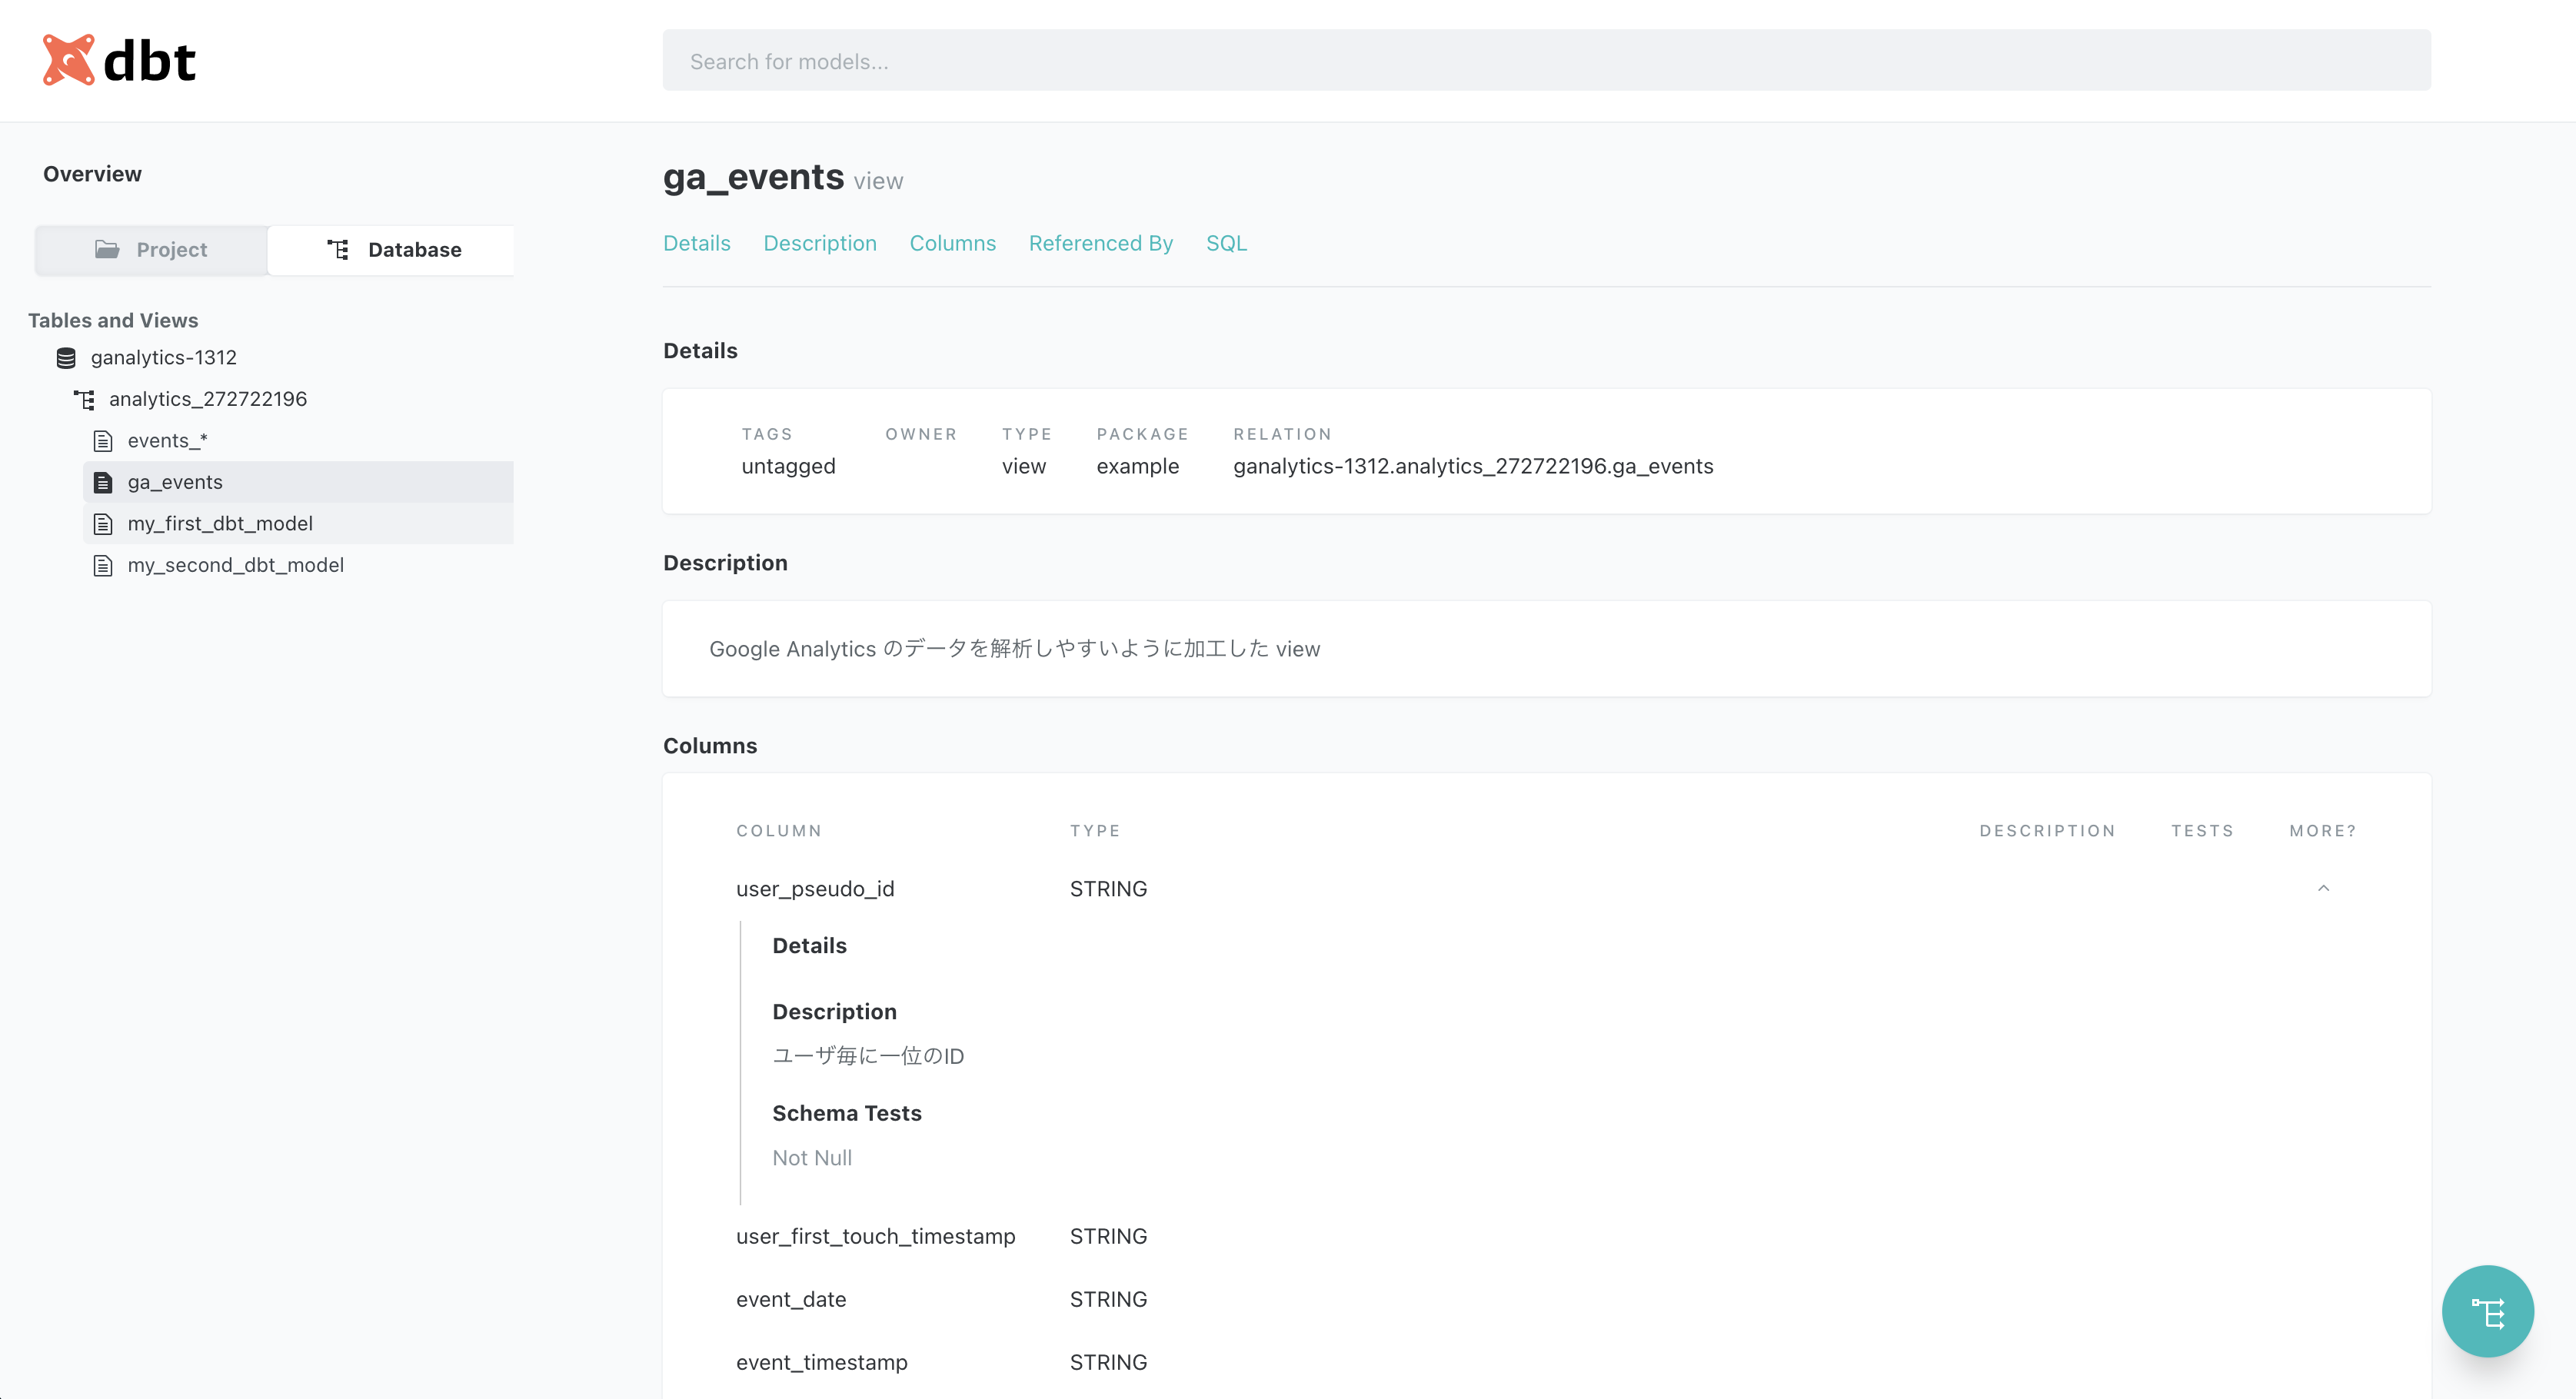 dbt
Search for models...
Overview
Project
Database
Tables and Views
ganalytics-1312
analytics_272722196
events_*
ga_events
my_first_dbt_model
my_second_dbt_model
ga_events view
Details Description Columns Referenced By SQL
Details
TAGS OWNER TYPE PACKAGE RELATION
untagged view example ganalytics-1312.analytics_272722196.ga_events
Description
Google Analytics のデータを解析しやすいように加工した view
Columns
COLUMN TYPE DESCRIPTION TESTS MORE?
user_pseudo_id STRING
Details
Description
ユーザ毎に一位のID
Schema Tests
Not Null
user_first_touch_timestamp STRING
event_date STRING
event_timestamp STRING